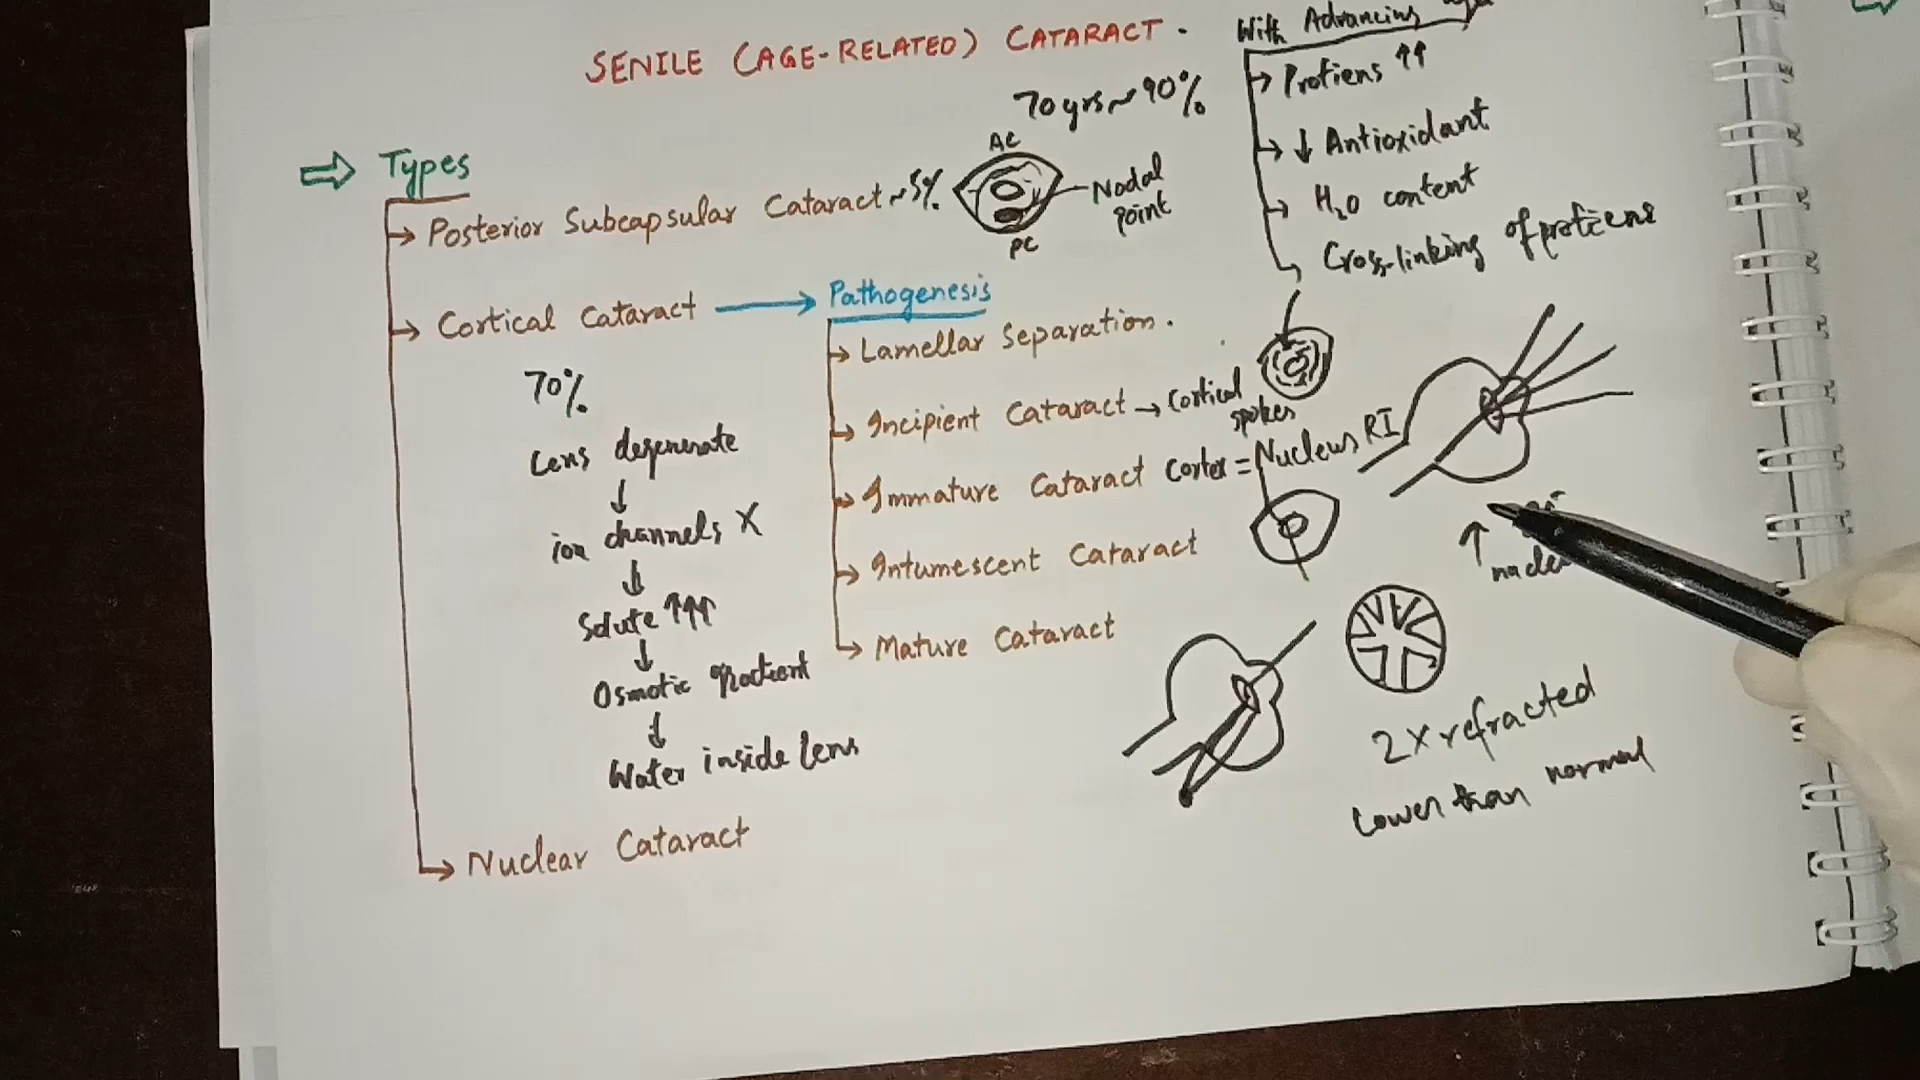 SENILE (AGE-RELATED) CATARACT.
With Advancing
→ Protiens ↑↑
→ ↓ Antioxidant
→ H₂O content
→ Cross-linking of protiens
70 yrs ~ 90%
⇒ Types
→ Posterior Subcapsular Cataract ~ 5%
AC
Nodal
point
PC
→ Cortical Cataract → Pathogenesis
→ Lamellar Separation.
→ Incipient Cataract → Cortical
spokes
→ Immature Cataract Cortex = Nucleus RI
→ Intumescent Cataract
→ Mature Cataract
70%
Lens degenerate
↓
ion channels X
↓
Solute ↑↑↑
↓
Osmotic gradient
↓
Water inside lens
→ Nuclear Cataract
↑
2x refracted
Lower than normal